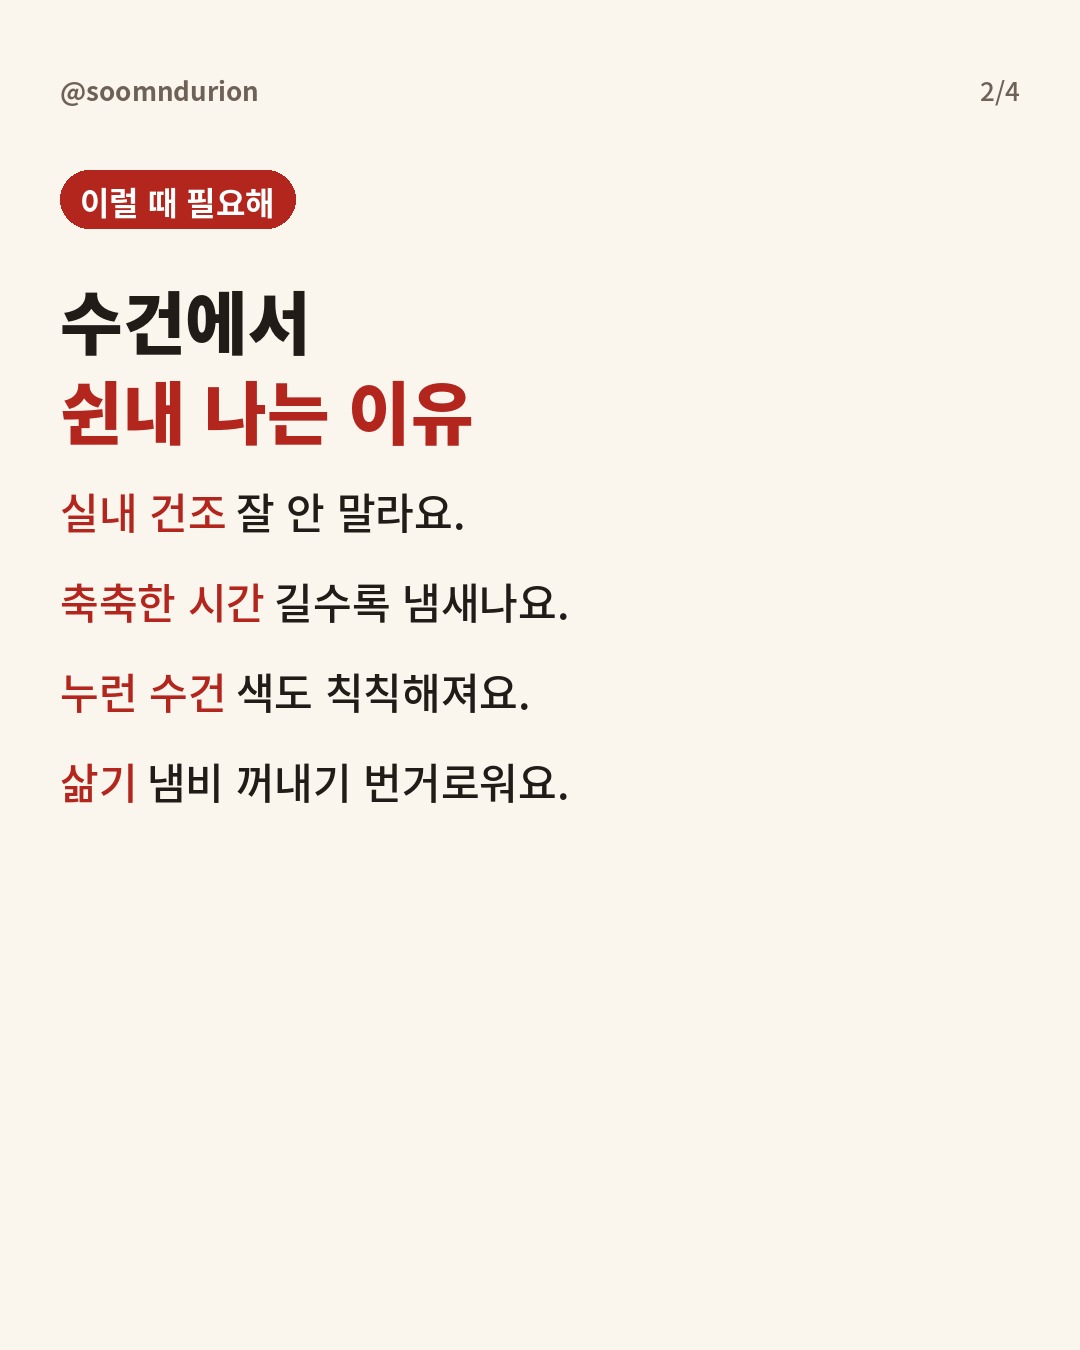 @soomndurion
2/4
이럴 때 필요해
수건에서
쉰내 나는 이유
실내 건조 잘 안 말라요.
축축한 시간 길수록 냄새나요.
누런 수건 색도 칙칙해져요.
삶기 냄비 꺼내기 번거로워요.